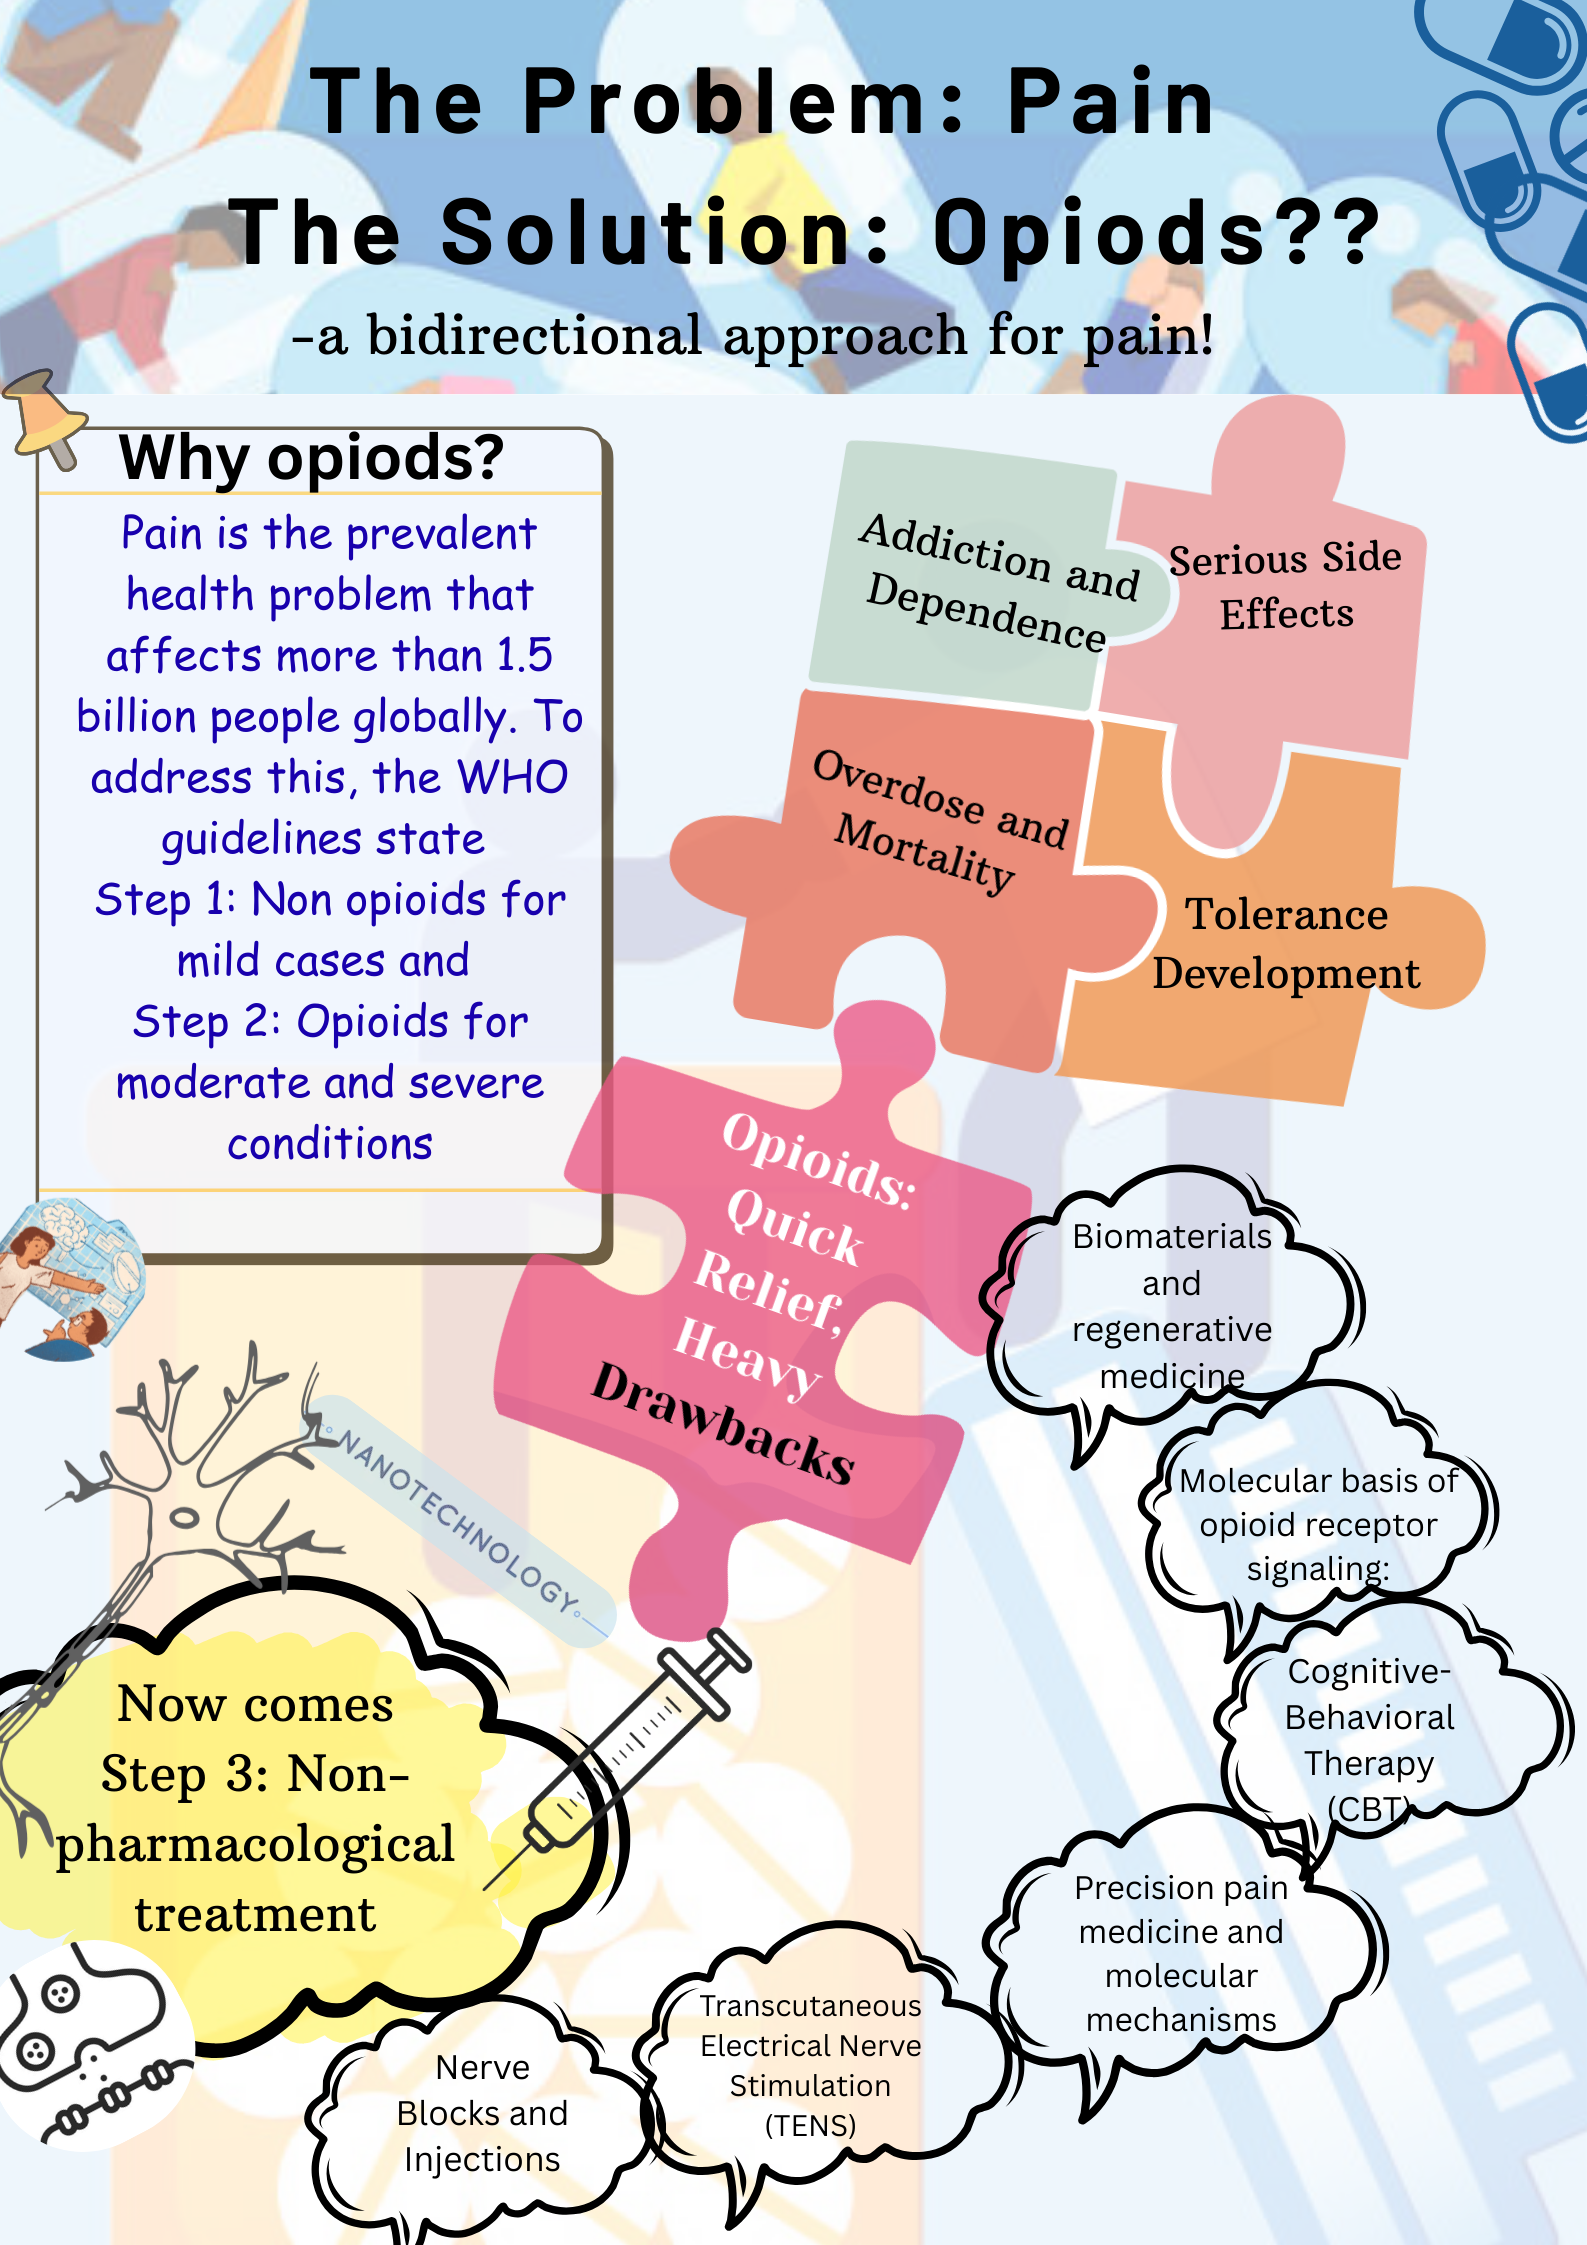 The Problem: Pain
The Solution: Opiods??
-a bidirectional approach for pain!
Why opiods?
Pain is the prevalent
health problem that
affects more than 1.5
billion people globally. To
address this, the WHO
guidelines state
Step 1: Non opioids for
mild cases and
Step 2: Opioids for
moderate and severe
conditions
Addiction and
Dependence
Serious Side
Effects
Overdose and
Mortality
Tolerance
Development
Opioids:
Quick
Relief,
Heavy
Drawbacks
NANOTECHNOLOGY
Now comes
Step 3: Non-
pharmacological
treatment
Biomaterials
and
regenerative
medicine
Molecular basis of
opioid receptor
signaling:
Cognitive-
Behavioral
Therapy
(CBT)
Precision pain
medicine and
molecular
mechanisms
Transcutaneous
Electrical Nerve
Stimulation
(TENS)
Nerve
Blocks and
Injections